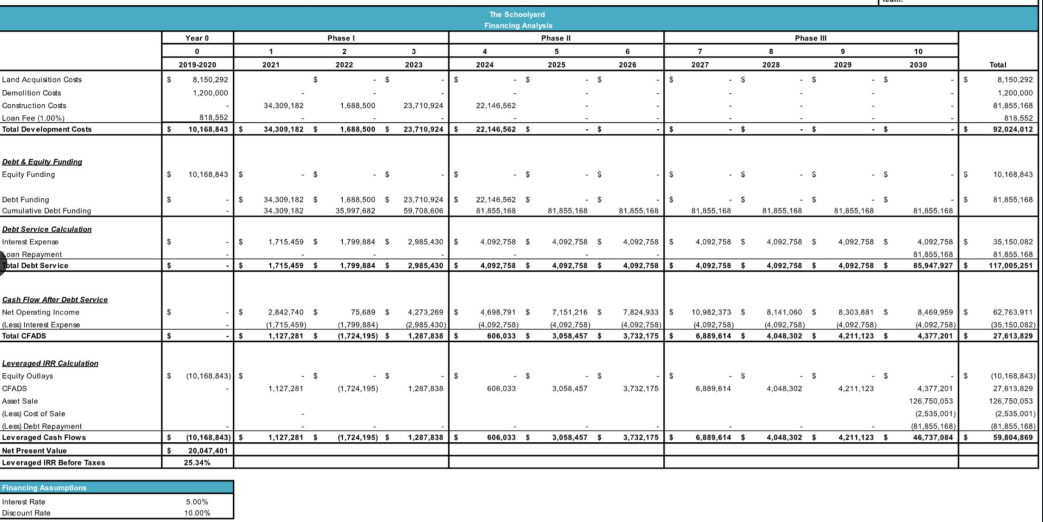 Team:
The Schoolyard
Financing Analysis
Year 0 Phase I Phase II Phase III
0 1 2 3 4 5 6 7 8 9 10
2019-2020 2021 2022 2023 2024 2025 2026 2027 2028 2029 2030 Total
Land Acquisition Costs $ 8,150,292 $ - $ - $ - $ - $ - $ - $ - $ - $ - $ 8,150,292
Demolition Costs 1,200,000 - - - - - - - - - - 1,200,000
Construction Costs - 34,309,182 1,688,500 23,710,924 22,146,562 - - - - - - 81,855,168
Loan Fee (1.00%) 818,552 - - - - - - - - - - 818,552
Total Development Costs $ 10,168,843 $ 34,309,182 $ 1,688,500 $ 23,710,924 $ 22,146,562 $ - $ - $ - $ - $ - $ - $ 92,024,012
Debt & Equity Funding
Equity Funding $ 10,168,843 $ - $ - $ - $ - $ - $ - $ - $ - $ - $ - $ 10,168,843
Debt Funding $ - $ 34,309,182 $ 1,688,500 $ 23,710,924 $ 22,146,562 $ - $ - $ - $ - $ - $ - $ 81,855,168
Cumulative Debt Funding - 34,309,182 35,997,682 59,708,606 81,855,168 81,855,168 81,855,168 81,855,168 81,855,168 81,855,168 81,855,168
Debt Service Calculation
Interest Expense $ - $ 1,715,459 $ 1,799,884 $ 2,985,430 $ 4,092,758 $ 4,092,758 $ 4,092,758 $ 4,092,758 $ 4,092,758 $ 4,092,758 $ 4,092,758 $ 35,150,082
Loan Repayment - - - - - - - - - - 81,855,168 81,855,168
Total Debt Service $ - $ 1,715,459 $ 1,799,884 $ 2,985,430 $ 4,092,758 $ 4,092,758 $ 4,092,758 $ 4,092,758 $ 4,092,758 $ 4,092,758 $ 85,947,927 $ 117,005,251
Cash Flow After Debt Service
Net Operating Income $ - $ 2,842,740 $ 75,689 $ 4,273,269 $ 4,698,791 $ 7,151,216 $ 7,824,933 $ 10,982,373 $ 8,141,060 $ 8,303,881 $ 8,469,959 $ 62,763,911
(Less) Interest Expense - (1,715,459) (1,799,884) (2,985,430) (4,092,758) (4,092,758) (4,092,758) (4,092,758) (4,092,758) (4,092,758) (4,092,758) (35,150,082)
Total CFADS $ - $ 1,127,281 $ (1,724,195) $ 1,287,838 $ 606,033 $ 3,058,457 $ 3,732,175 $ 6,889,614 $ 4,048,302 $ 4,211,123 $ 4,377,201 $ 27,613,829
Leveraged IRR Calculation
Equity Outlays $ (10,168,843) $ - $ - $ - $ - $ - $ - $ - $ - $ - $ - $ (10,168,843)
CFADS - 1,127,281 (1,724,195) 1,287,838 606,033 3,058,457 3,732,175 6,889,614 4,048,302 4,211,123 4,377,201 27,613,829
Asset Sale 126,750,053 126,750,053
(Less) Cost of Sale - (2,535,001) (2,535,001)
(Less) Debt Repayment - - - - - - - - - - (81,855,168) (81,855,168)
Leveraged Cash Flows $ (10,168,843) $ 1,127,281 $ (1,724,195) $ 1,287,838 $ 606,033 $ 3,058,457 $ 3,732,175 $ 6,889,614 $ 4,048,302 $ 4,211,123 $ 46,737,084 $ 59,804,869
Net Present Value $ 20,047,401
Leveraged IRR Before Taxes 25.34%
Financing Assumptions
Interest Rate 5.00%
Discount Rate 10.00%